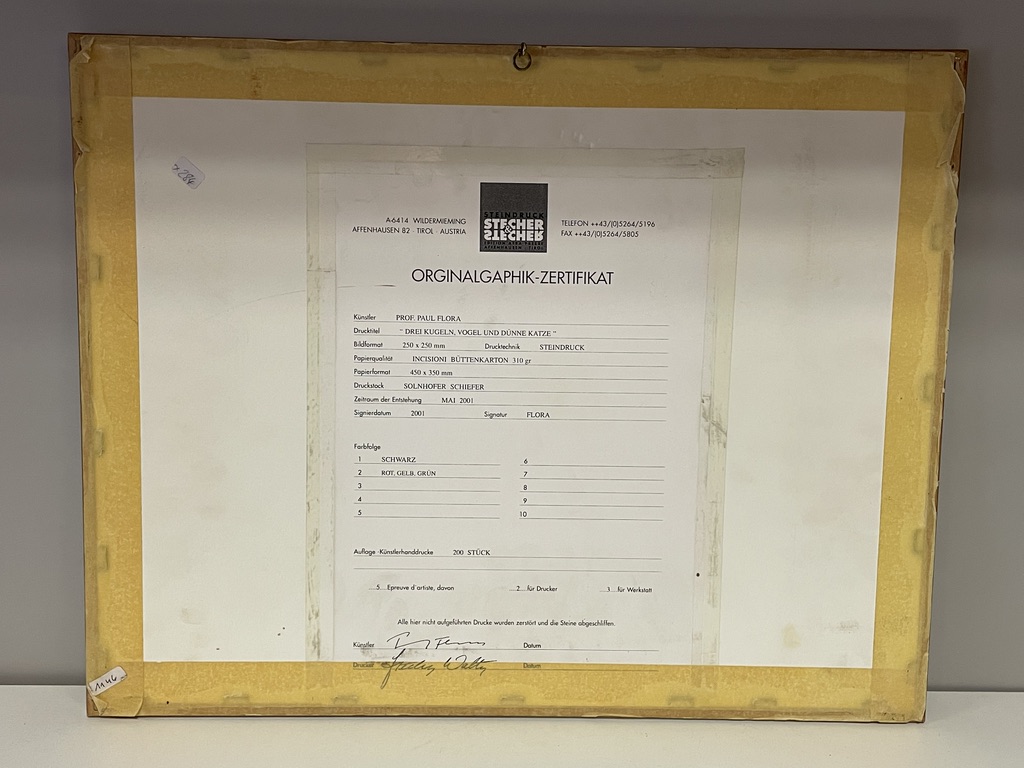 284
STEINDRUCK
STECHER
&
STECHER
A-6414 WILDERMIEMING
AFFENHAUSEN 82 · TIROL · AUSTRIA
TELEFON ++43/(0)5264/5196
FAX ++43/(0)5264/5805
ORGINALGAPHIK-ZERTIFIKAT
Künstler PROF. PAUL FLORA
Drucktitel " DREI KUGELN, VOGEL UND DÜNNE KATZE "
Bildformat 250 x 250 mm Drucktechnik STEINDRUCK
Papierqualität INCISIONI BÜTTENKARTON 310 gr
Papierformat 450 x 350 mm
Druckstock SOLNHOFER SCHIEFER
Zeitraum der Entstehung MAI 2001
Signierdatum 2001 Signatur FLORA
Farbfolge
1 SCHWARZ 6
2 ROT, GELB, GRÜN 7
3 8
4 9
5 10
Auflage -Künstlerhanddrucke 200 STÜCK
5 Epreuve d'artiste, davon 2 für Drucker 3 für Werkstatt
Alle hier nicht aufgeführten Drucke wurden zerstört und die Steine abgeschliffen.
Künstler Datum
Drucker Datum